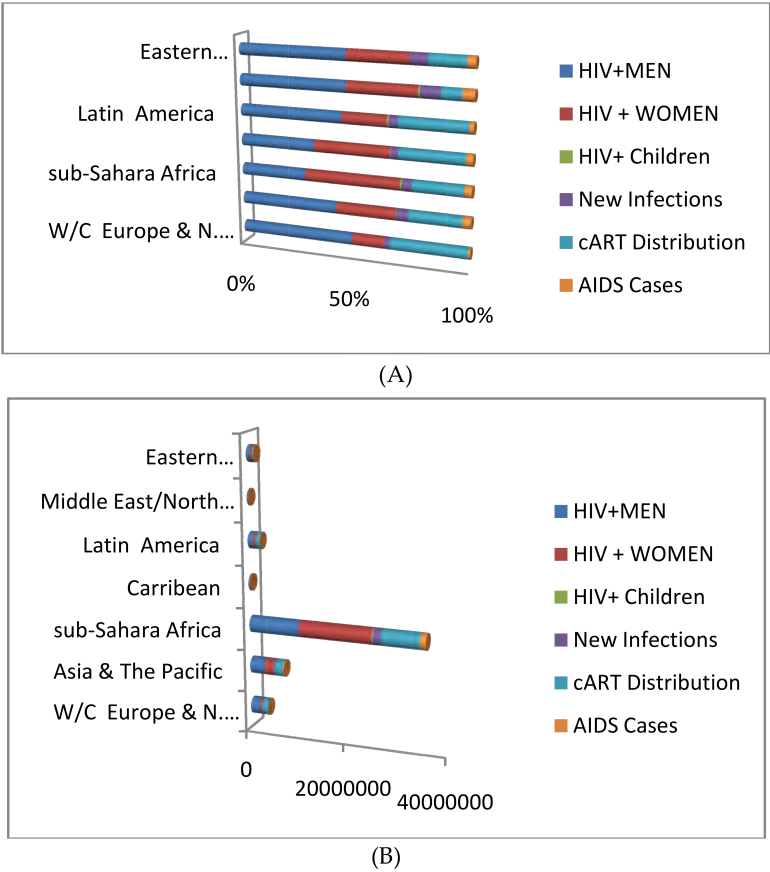 Eastern...
Latin America
sub-Sahara Africa
W/C Europe & N....
0%
50%
100%
HIV+MEN
HIV + WOMEN
HIV+ Children
New Infections
cART Distribution
AIDS Cases
(A)
Eastern...
Middle East/North...
Latin America
Carribean
sub-Sahara Africa
Asia & The Pacific
W/C Europe & N....
0
20000000
40000000
HIV+MEN
HIV + WOMEN
HIV+ Children
New Infections
cART Distribution
AIDS Cases
(B)